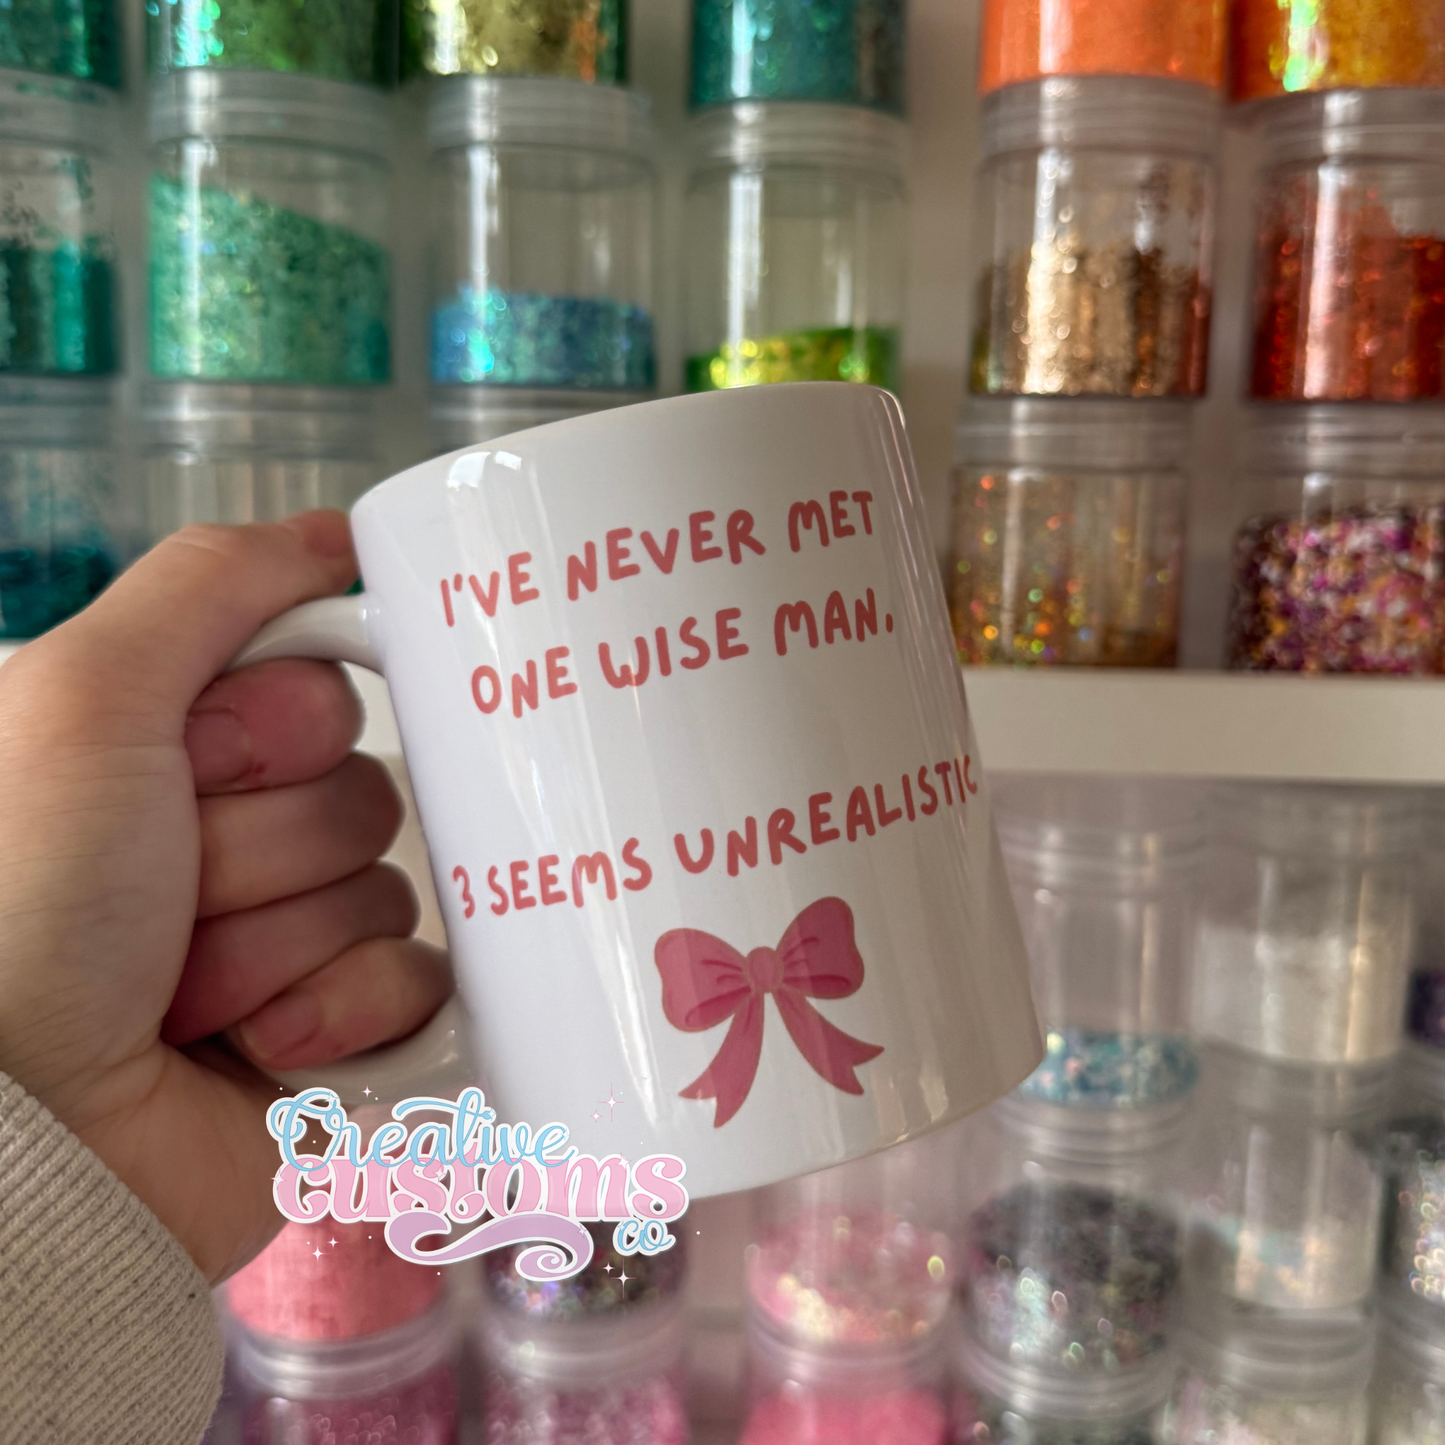 I'VE NEVER MET
ONE WISE MAN.
3 SEEMS UNREALISTIC
Creative
customs
co